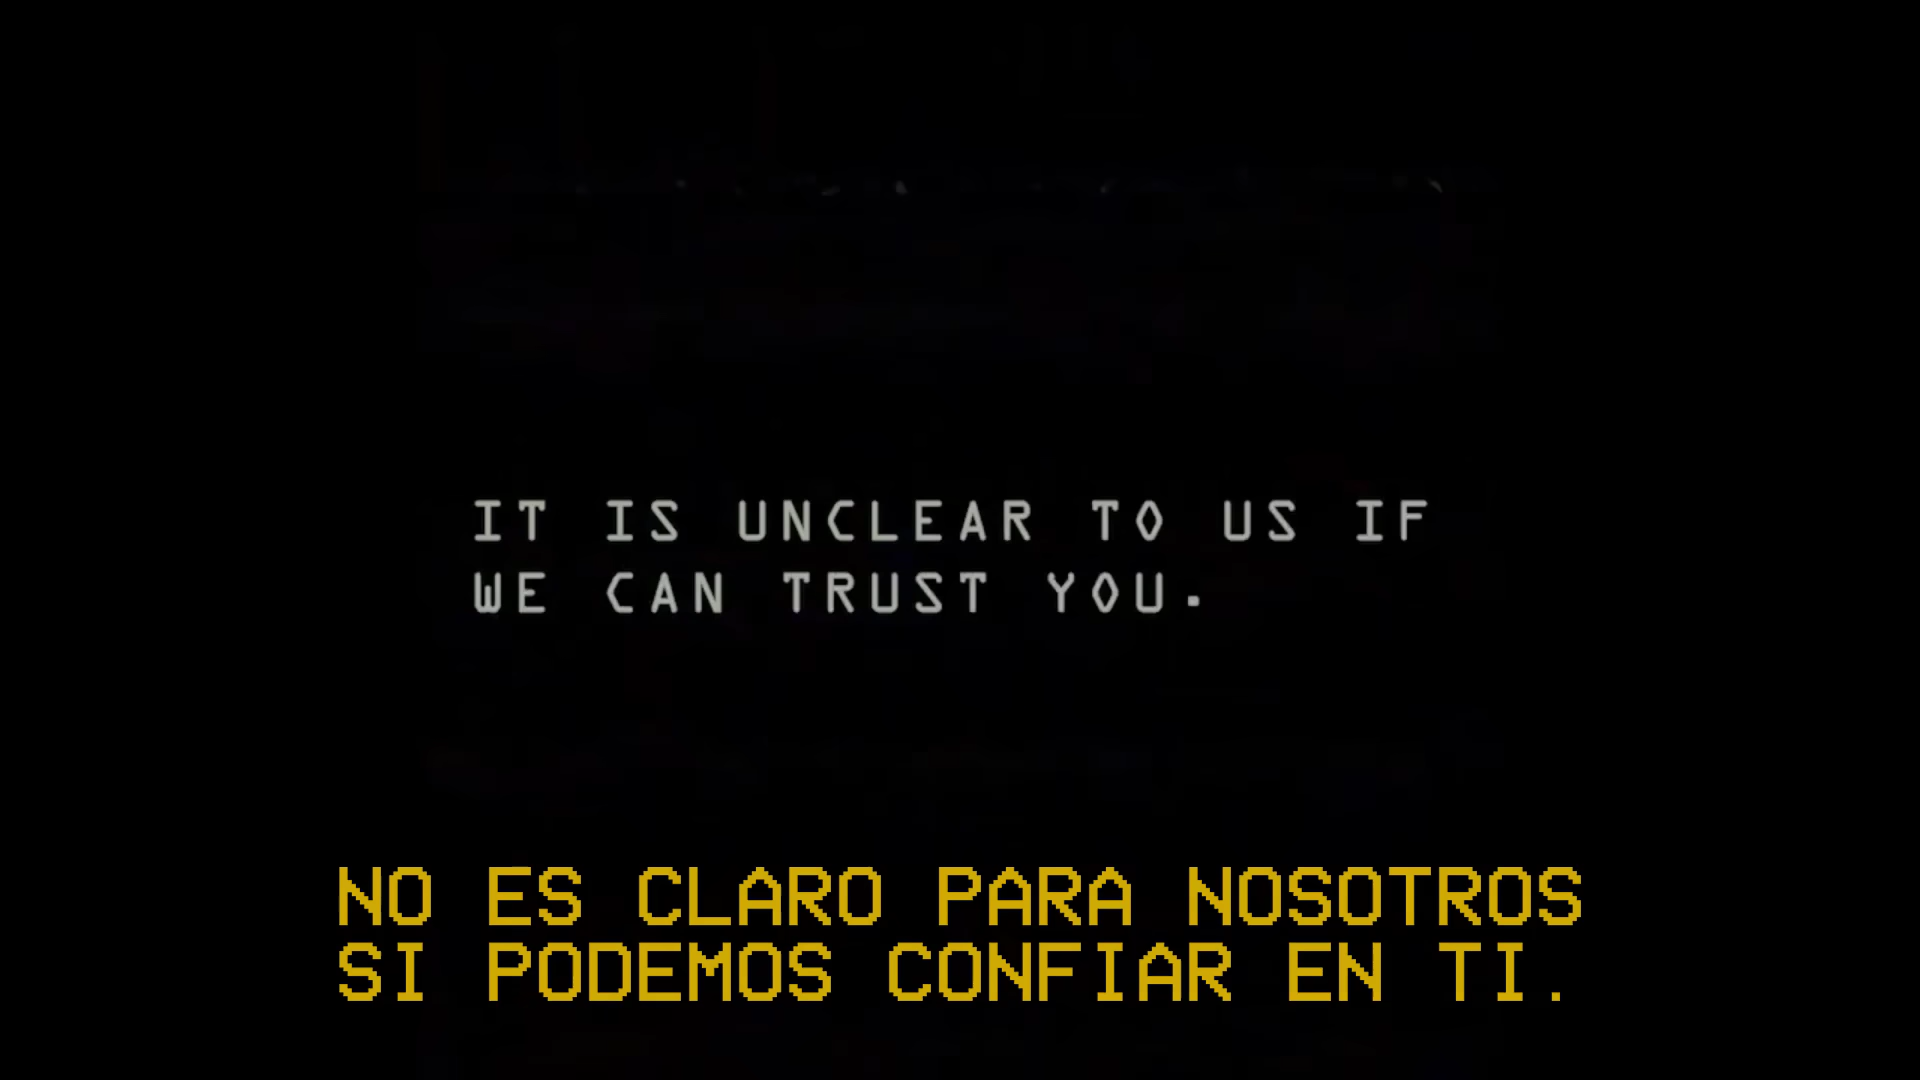 IT IS UNCLEAR TO US IF
WE CAN TRUST YOU.
NO ES CLARO PARA NOSOTROS
SI PODEMOS CONFIAR EN TI.